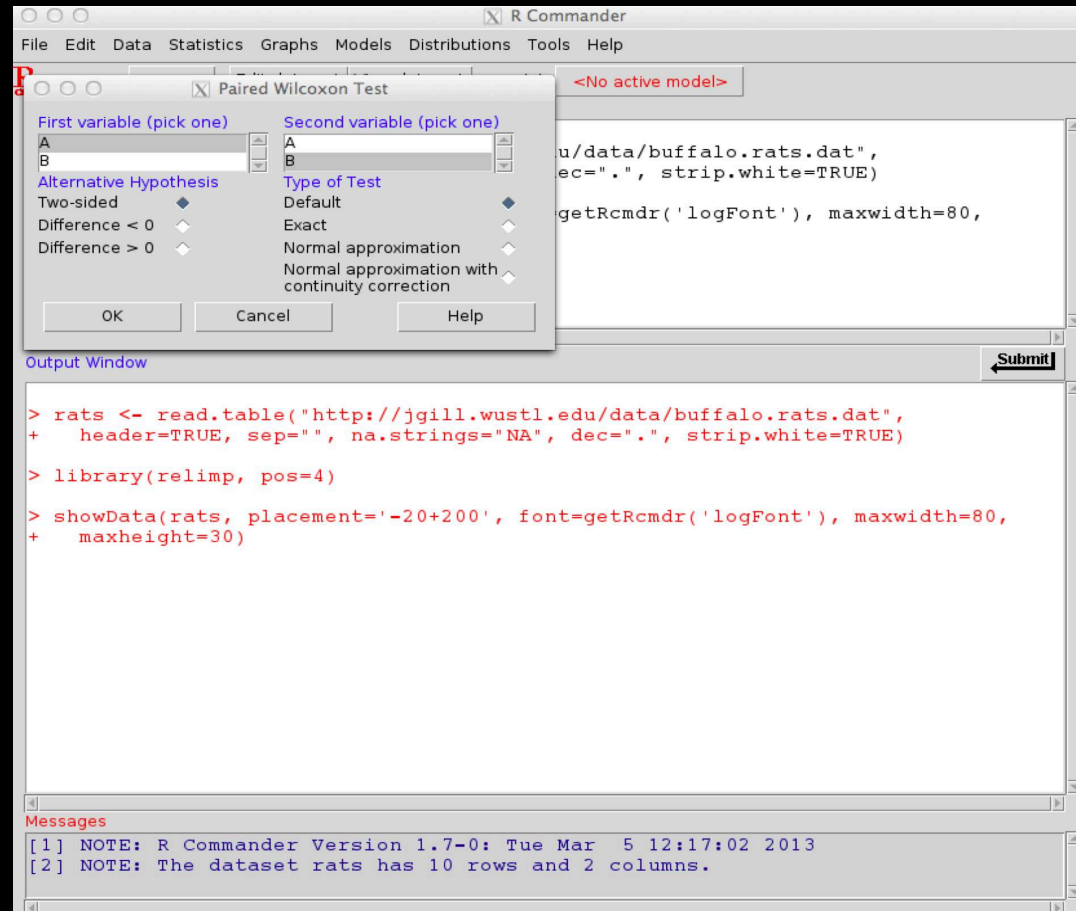 R Commander
File Edit Data Statistics Graphs Models Distributions Tools Help
<No active model>
Paired Wilcoxon Test
First variable (pick one)
A
B
Second variable (pick one)
A
B
Alternative Hypothesis
Two-sided
Difference < 0
Difference > 0
Type of Test
Default
Exact
Normal approximation
Normal approximation with
continuity correction
OK Cancel Help
u/data/buffalo.rats.dat",
ec=".", strip.white=TRUE)
=getRcmdr('logFont'), maxwidth=80,
Output Window
Submit
> rats <- read.table("http://jgill.wustl.edu/data/buffalo.rats.dat",
+   header=TRUE, sep="", na.strings="NA", dec=".", strip.white=TRUE)
> library(relimp, pos=4)
> showData(rats, placement='-20+200', font=getRcmdr('logFont'), maxwidth=80,
+   maxheight=30)
Messages
[1] NOTE: R Commander Version 1.7-0: Tue Mar  5 12:17:02 2013
[2] NOTE: The dataset rats has 10 rows and 2 columns.